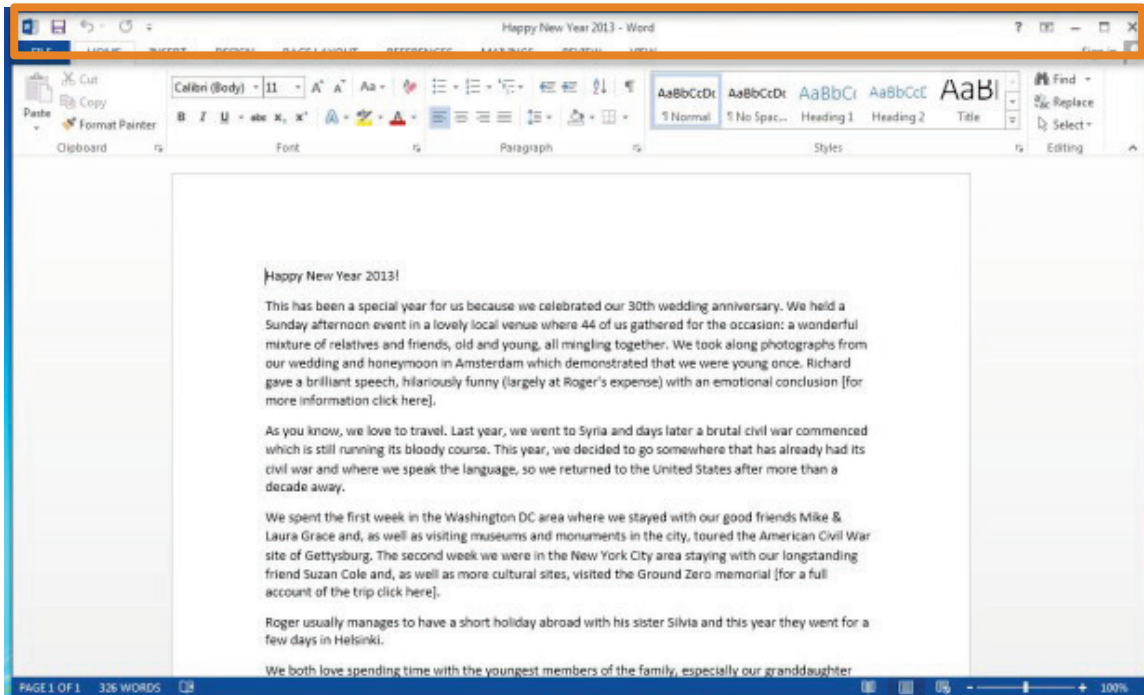 Happy New Year 2013 - Word
?
FILE HOME INSERT DESIGN PAGE LAYOUT REFERENCES MAILINGS REVIEW VIEW Sign in
Cut
Copy
Paste
Format Painter
Clipboard
Calibri (Body) 11 A A Aa
B I U abc x, x' A A
Font
Paragraph
AaBbCcDc AaBbCcDc AaBbCc AaBbCcC AaBl
¶ Normal ¶ No Spac... Heading 1 Heading 2 Title
Styles
Find
Replace
Select
Editing
Happy New Year 2013!
This has been a special year for us because we celebrated our 30th wedding anniversary. We held a
Sunday afternoon event in a lovely local venue where 44 of us gathered for the occasion: a wonderful
mixture of relatives and friends, old and young, all mingling together. We took along photographs from
our wedding and honeymoon in Amsterdam which demonstrated that we were young once. Richard
gave a brilliant speech, hilariously funny (largely at Roger's expense) with an emotional conclusion [for
more information click here].
As you know, we love to travel. Last year, we went to Syria and days later a brutal civil war commenced
which is still running its bloody course. This year, we decided to go somewhere that has already had its
civil war and where we speak the language, so we returned to the United States after more than a
decade away.
We spent the first week in the Washington DC area where we stayed with our good friends Mike &
Laura Grace and, as well as visiting museums and monuments in the city, toured the American Civil War
site of Gettysburg. The second week we were in the New York City area staying with our longstanding
friend Suzan Cole and, as well as more cultural sites, visited the Ground Zero memorial [for a full
account of the trip click here].
Roger usually manages to have a short holiday abroad with his sister Silvia and this year they went for a
few days in Helsinki.
We both love spending time with the youngest members of the family, especially our granddaughter
PAGE 1 OF 1 326 WORDS 100%